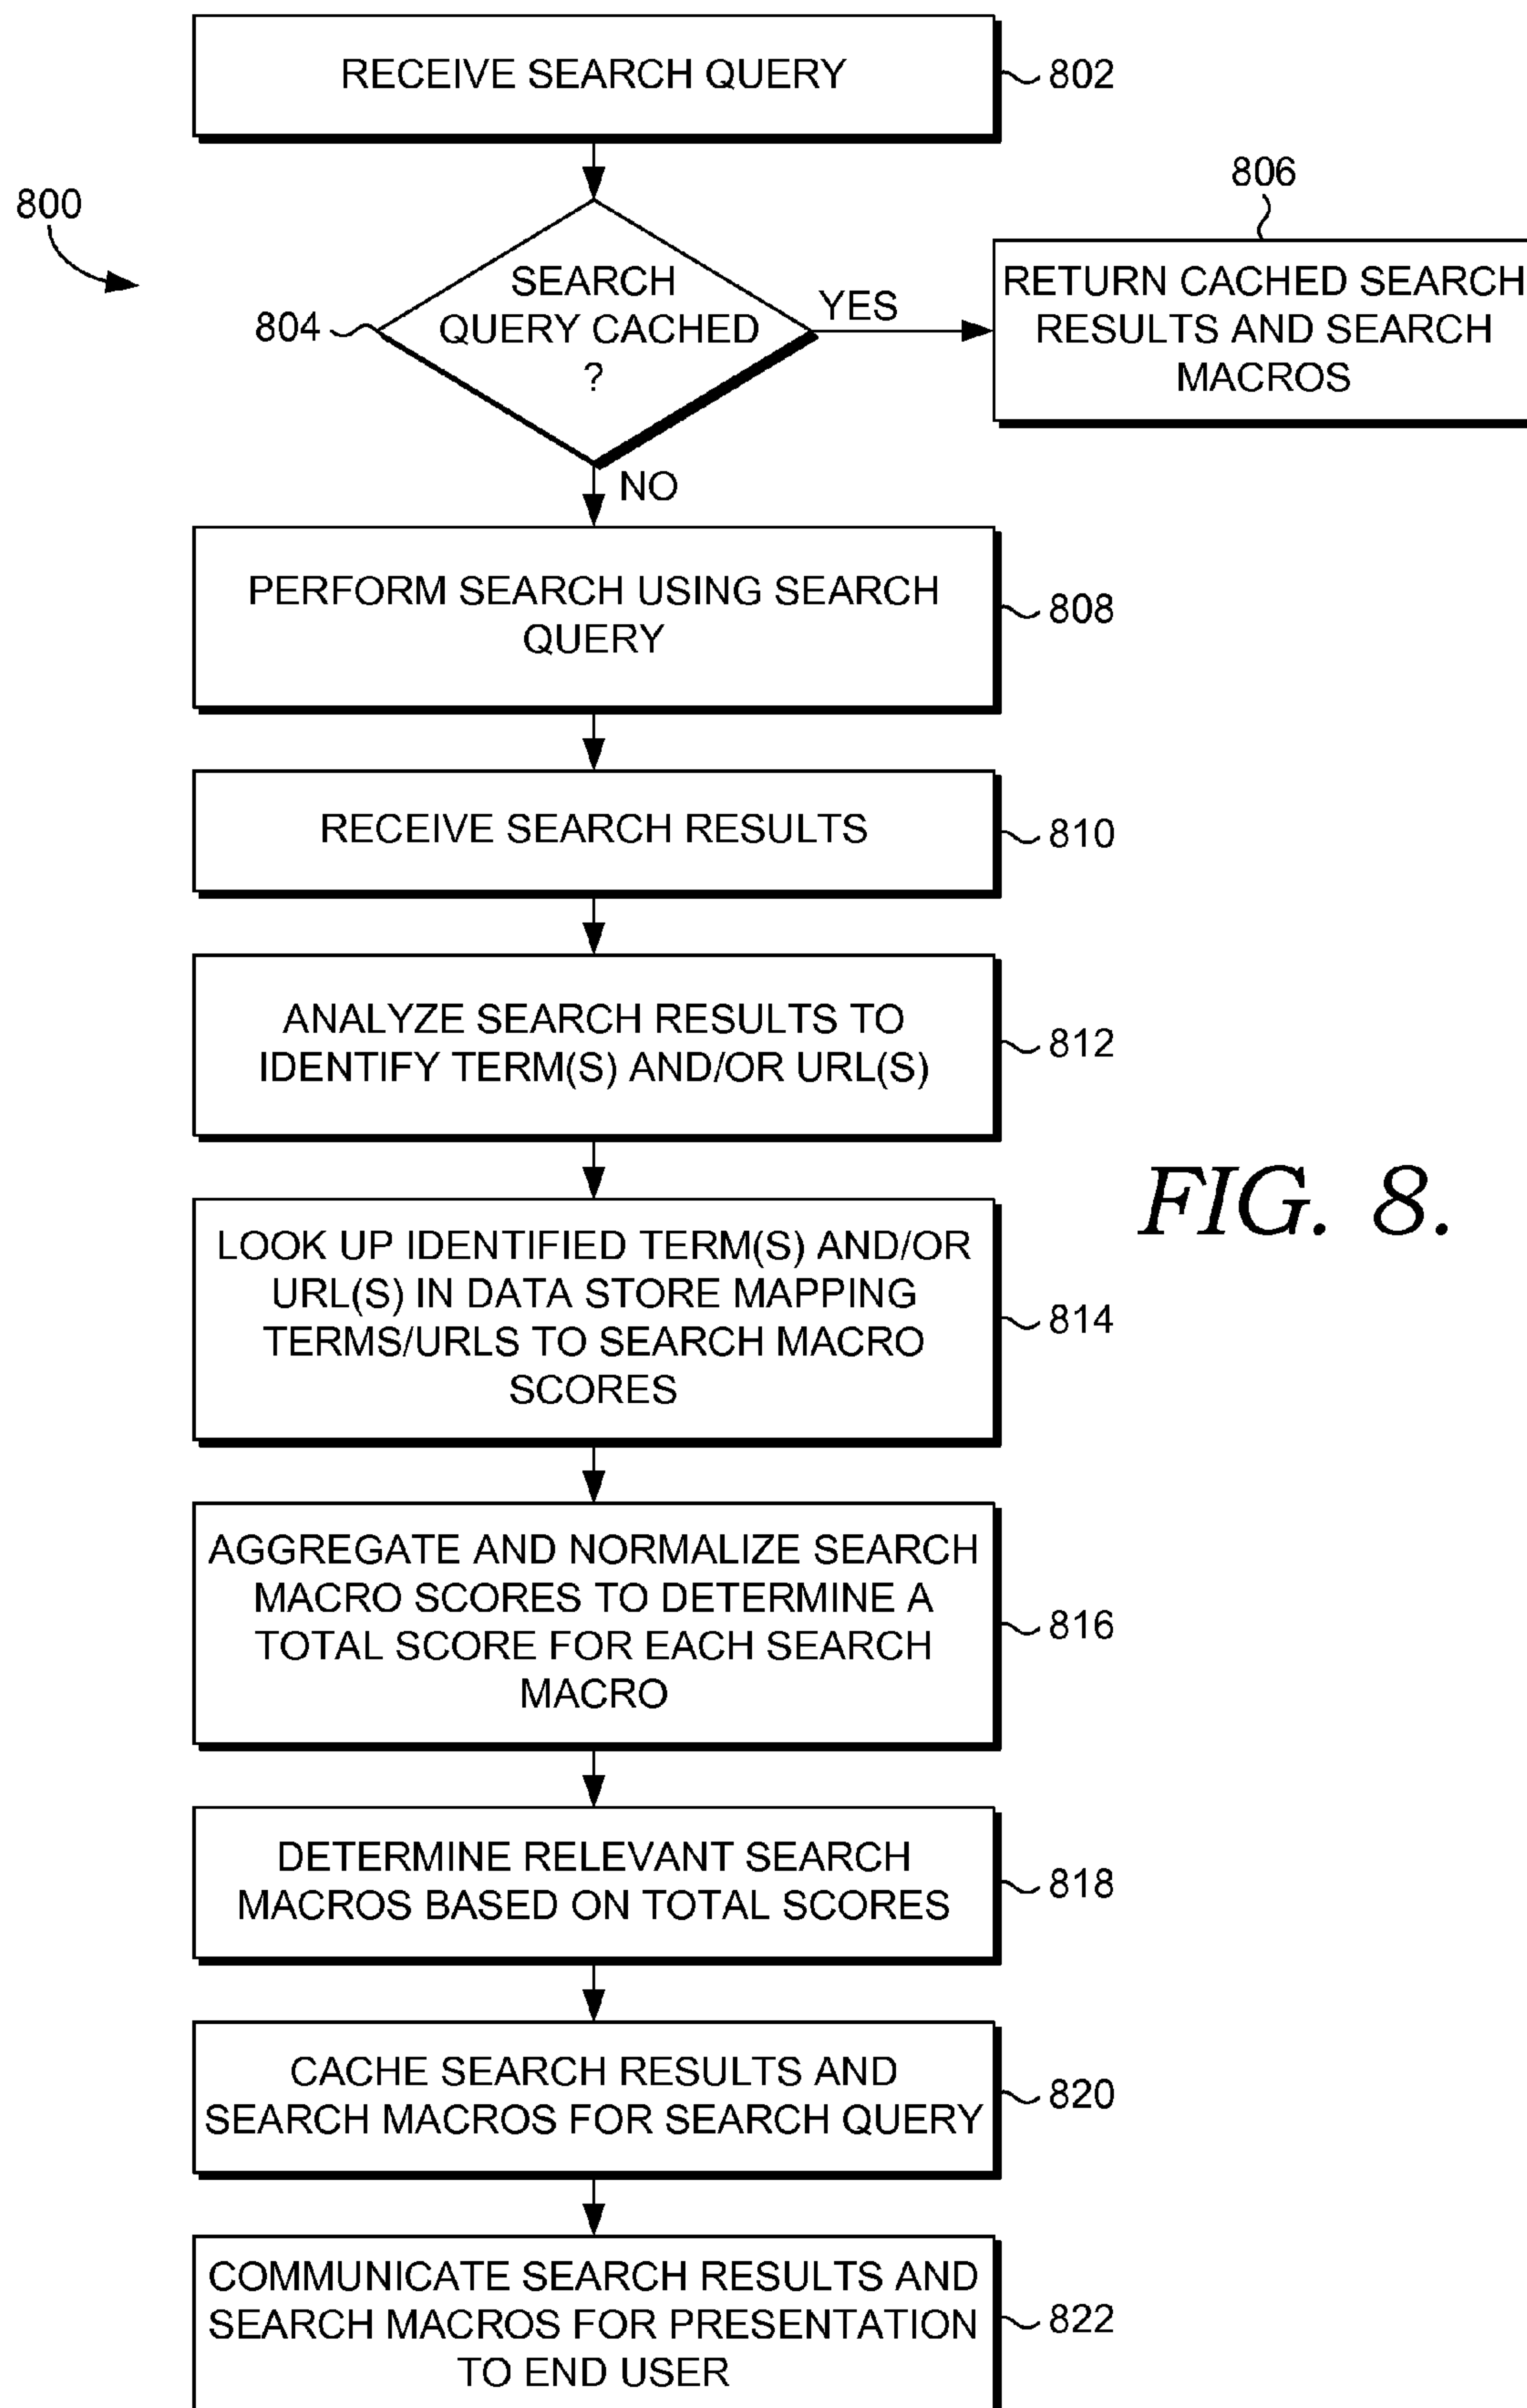 RECEIVE SEARCH QUERY
802
800
806
SEARCH
QUERY CACHED
?
804
YES
RETURN CACHED SEARCH
RESULTS AND SEARCH
MACROS
NO
PERFORM SEARCH USING SEARCH
QUERY
808
RECEIVE SEARCH RESULTS
810
ANALYZE SEARCH RESULTS TO
IDENTIFY TERM(S) AND/OR URL(S)
812
LOOK UP IDENTIFIED TERM(S) AND/OR
URL(S) IN DATA STORE MAPPING
TERMS/URLS TO SEARCH MACRO
SCORES
814
FIG. 8.
AGGREGATE AND NORMALIZE SEARCH
MACRO SCORES TO DETERMINE A
TOTAL SCORE FOR EACH SEARCH
MACRO
816
DETERMINE RELEVANT SEARCH
MACROS BASED ON TOTAL SCORES
818
CACHE SEARCH RESULTS AND
SEARCH MACROS FOR SEARCH QUERY
820
COMMUNICATE SEARCH RESULTS AND
SEARCH MACROS FOR PRESENTATION
TO END USER
822